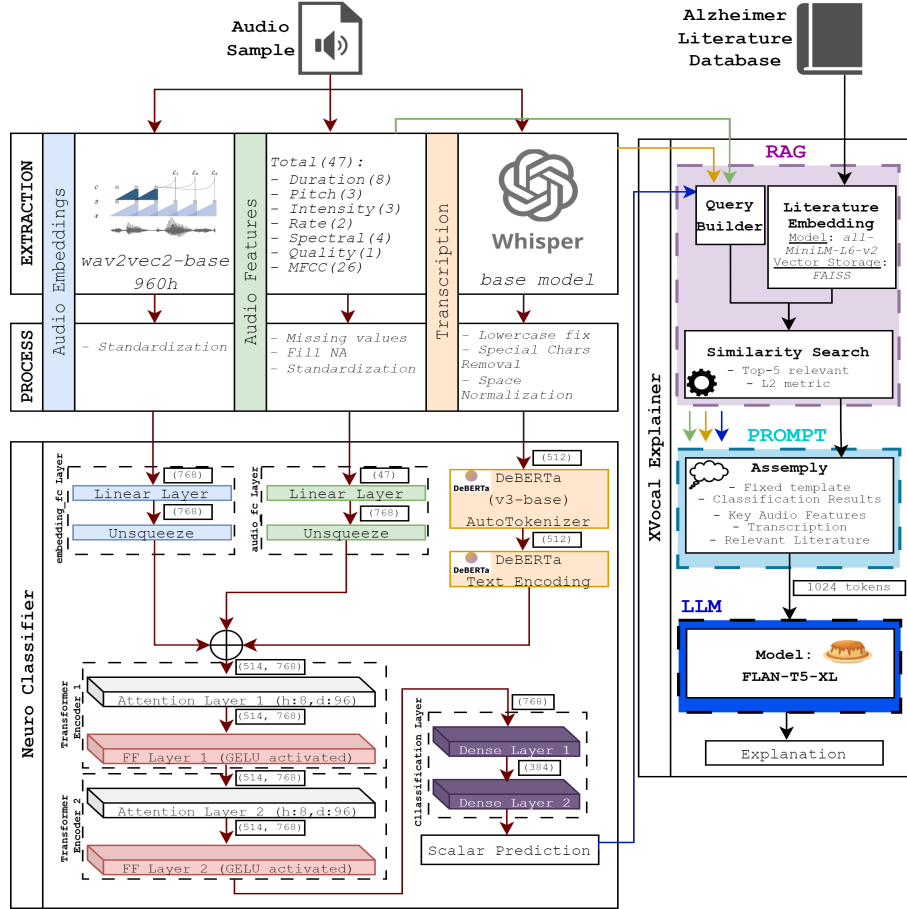 Audio
Sample
Alzheimer
Literature
Database
EXTRACTION
Audio Embeddings
wav2vec2-base
960h
Audio Features
Total(47):
- Duration(8)
- Pitch(3)
- Intensity(3)
- Rate(2)
- Spectral(4)
- Quality(1)
- MFCC(26)
Transcription
Whisper
base model
PROCESS
- Standardization
- Missing values
- Fill NA
- Standardization
- Lowercase fix
- Special Chars
Removal
- Space
Normalization
Neuro Classifier
embedding_fc Layer
(768)
Linear Layer
(768)
Unsqueeze
audio_fc Layer
(47)
Linear Layer
(768)
Unsqueeze
(512)
DeBERTa
DeBERTa
(v3-base)
AutoTokenizer
(512)
DeBERTa
DeBERTa
Text Encoding
(514, 768)
Transformer
Encoder 1
Attention Layer 1 (h:8,d:96)
(514, 768)
FF Layer 1 (GELU activated)
(514, 768)
Transformer
Encoder 2
Attention Layer 2 (h:8,d:96)
(514, 768)
FF Layer 2 (GELU activated)
Cllassification Layer
(768)
Dense Layer 1
(384)
Dense Layer 2
Scalar Prediction
XVocal Explainer
RAG
Query
Builder
Literature
Embedding
Model: all-
MiniLM-L6-v2
Vector Storage:
FAISS
Similarity Search
- Top-5 relevant
- L2 metric
PROMPT
Assemply
- Fixed template
- Classification Results
- Key Audio Features
- Transcription
- Relevant Literature
1024 tokens
LLM
Model:
FLAN-T5-XL
Explanation